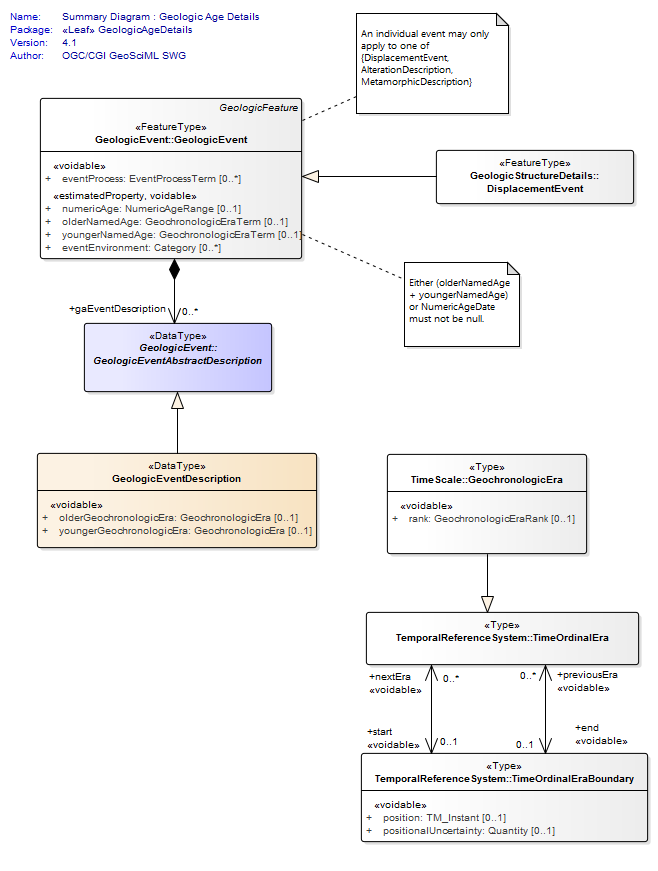 Name: Summary Diagram : Geologic Age Details
Package: «Leaf» GeologicAgeDetails
Version: 4.1
Author: OGC/CGI GeoSciML SWG
An individual event may only
apply to one of
{DisplacementEvent,
AlterationDescription,
MetamorphicDescription}
GeologicFeature
«FeatureType»
GeologicEvent::GeologicEvent
«voidable»
+ eventProcess: EventProcessTerm [0..*]
«estimatedProperty, voidable»
+ numericAge: NumericAgeRange [0..1]
+ olderNamedAge: GeochronologicEraTerm [0..1]
+ youngerNamedAge: GeochronologicEraTerm [0..1]
+ eventEnvironment: Category [0..*]
«FeatureType»
GeologicStructureDetails::
DisplacementEvent
Either (olderNamedAge
+ youngerNamedAge)
or NumericAgeDate
must not be null.
+gaEventDescription 0..*
«DataType»
GeologicEvent::
GeologicEventAbstractDescription
«DataType»
GeologicEventDescription
«voidable»
+ olderGeochronologicEra: GeochronologicEra [0..1]
+ youngerGeochronologicEra: GeochronologicEra [0..1]
«Type»
TimeScale::GeochronologicEra
«voidable»
+ rank: GeochronologicEraRank [0..1]
«Type»
TemporalReferenceSystem::TimeOrdinalEra
+nextEra 0..* 0..* +previousEra
«voidable» «voidable»
+start +end
«voidable» 0..1 0..1 «voidable»
«Type»
TemporalReferenceSystem::TimeOrdinalEraBoundary
«voidable»
+ position: TM_Instant [0..1]
+ positionalUncertainty: Quantity [0..1]